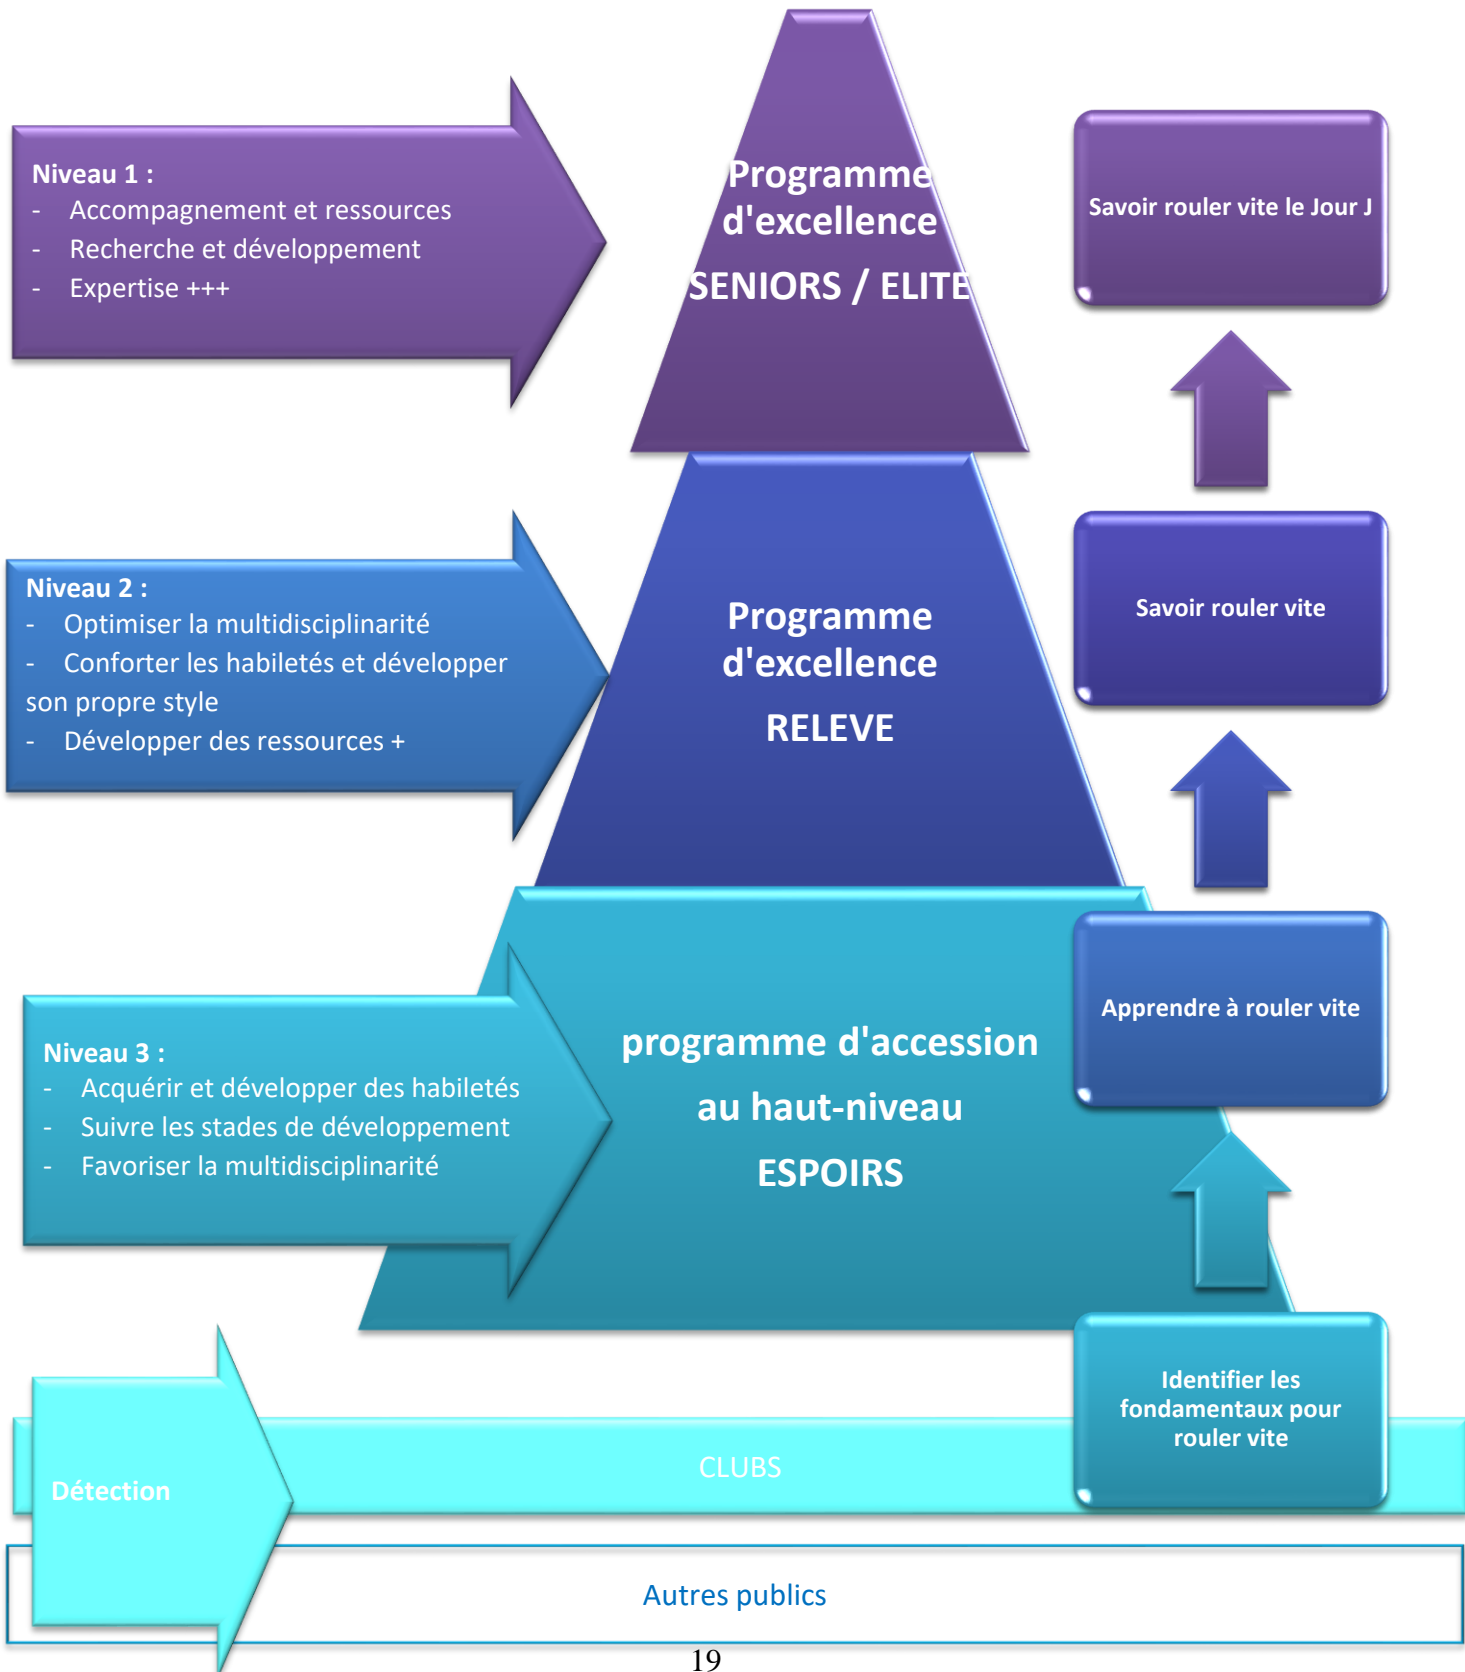 Niveau 1 :
- Accompagnement et ressources
- Recherche et développement
- Expertise +++
Programme
d'excellence
SENIORS / ELITE
Savoir rouler vite le Jour J
Niveau 2 :
- Optimiser la multidisciplinarité
- Conforter les habiletés et développer
son propre style
- Développer des ressources +
Programme
d'excellence
RELEVE
Savoir rouler vite
Niveau 3 :
- Acquérir et développer des habiletés
- Suivre les stades de développement
- Favoriser la multidisciplinarité
programme d'accession
au haut-niveau
ESPOIRS
Apprendre à rouler vite
Identifier les
fondamentaux pour
rouler vite
Détection
CLUBS
Autres publics
19